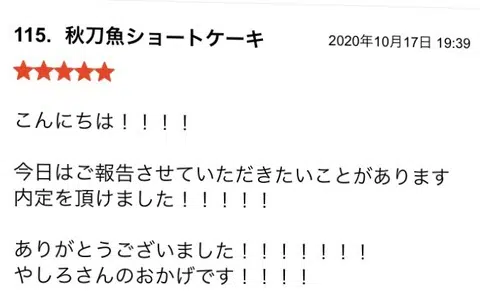 115. 秋刀魚ショートケーキ 2020年10月17日 19:39
★★★★★
こんにちは！！！！
今日はご報告させていただきたいことがあります
内定を頂けました！！！！！
ありがとうございました！！！！！！！
やしろさんのおかげです！！！！